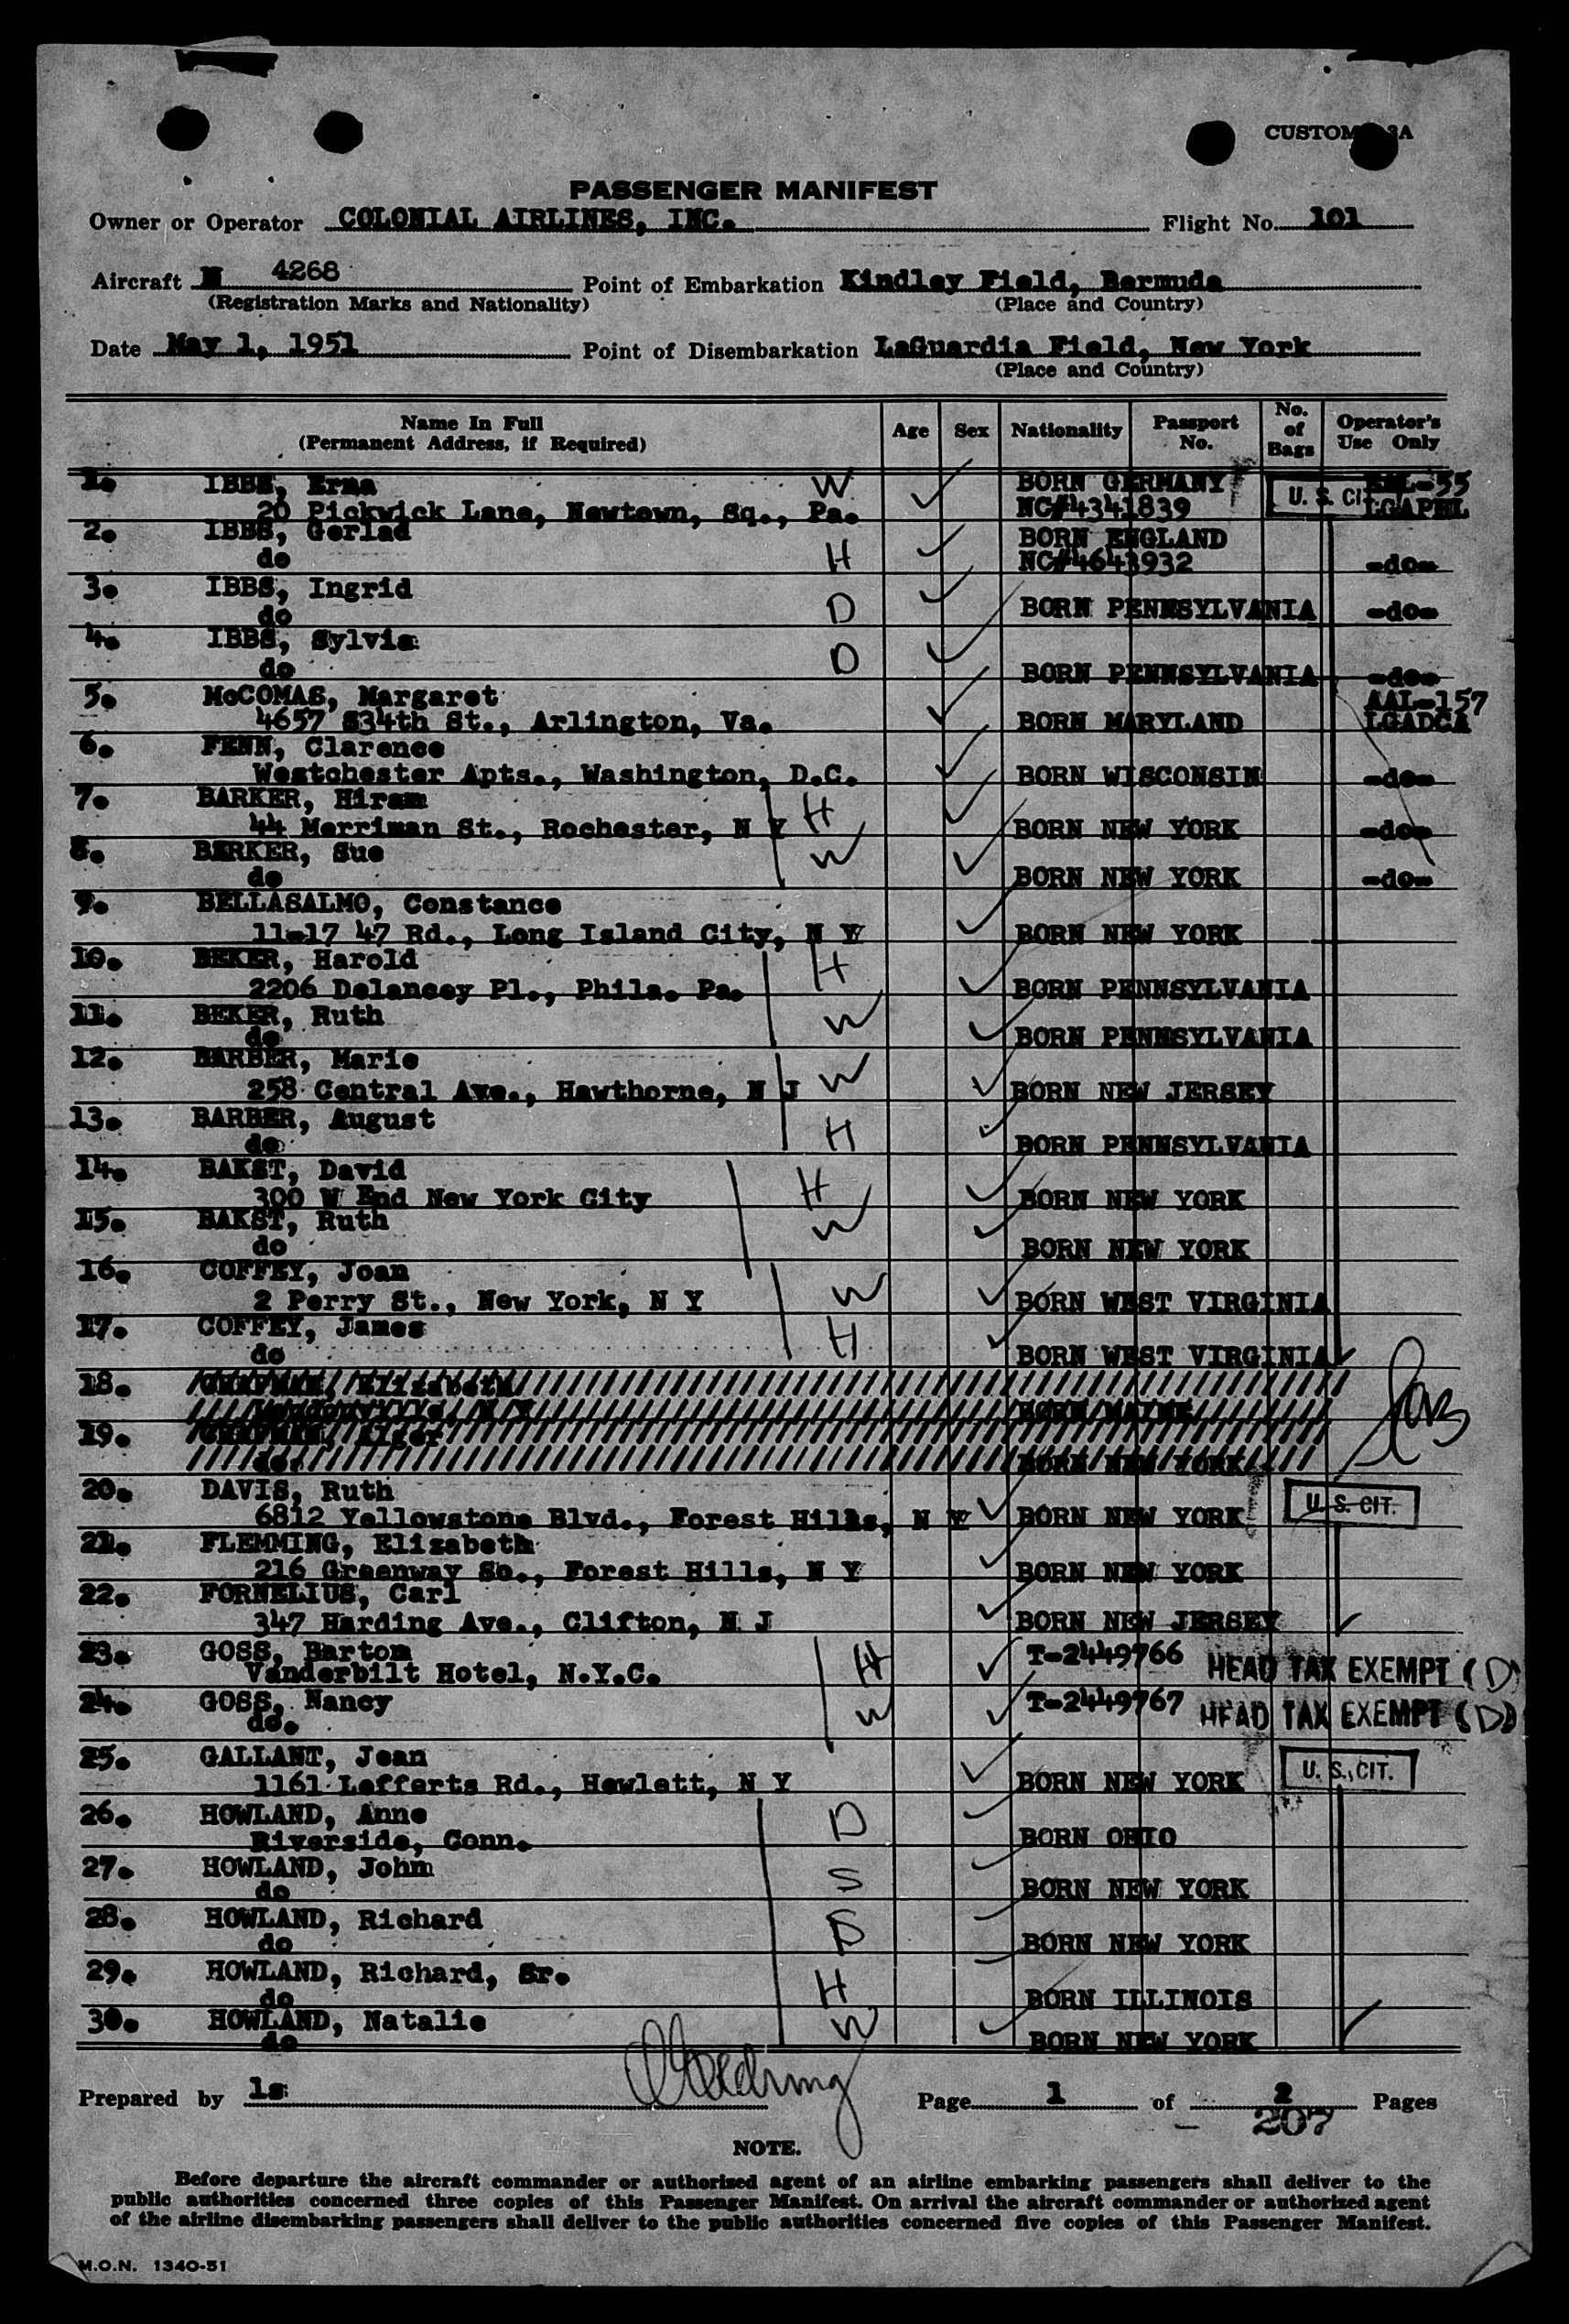 CUSTOM 3A
PASSENGER MANIFEST
Owner or Operator COLONIAL AIRLINES, INC. Flight No. 101
Aircraft N 4268 Point of Embarkation Kindley Field, Bermuda
(Registration Marks and Nationality) (Place and Country)
Date May 1, 1951 Point of Disembarkation LaGuardia Field, New York
(Place and Country)
Name In Full (Permanent Address, if Required) Age Sex Nationality Passport No. No. of Bags Operator's Use Only
1. IBBS, Erma W BORN GERMANY -55
20 Pickwick Lane, Newtown, Sq., Pa. NC#4341839 U. S. CIT LGAPHL
2. IBBS, Gerlad BORN ENGLAND
do H NC#4643932 -do-
3. IBBS, Ingrid
do D BORN PENNSYLVANIA -do-
4. IBBS, Sylvia
do D BORN PENNSYLVANIA -do-
5. McCOMAS, Margaret AAL-157
4657 S34th St., Arlington, Va. BORN MARYLAND LGADCA
6. FENN, Clarence
Westchester Apts., Washington, D.C. BORN WISCONSIN -do-
7. BARKER, Hiram H
44 Merriman St., Rochester, N Y BORN NEW YORK -do-
8. BERKER, Sue W
do BORN NEW YORK -do-
9. BELLASALMO, Constance
11-17 47 Rd., Long Island City, N Y BORN NEW YORK
10. BEKER, Harold H
2206 Delancey Pl., Phila. Pa. BORN PENNSYLVANIA
11. BEKER, Ruth W
do BORN PENNSYLVANIA
12. BARBER, Marie W
258 Central Ave., Hawthorne, N J BORN NEW JERSEY
13. BARBER, August H
do BORN PENNSYLVANIA
14. BAKST, David H
300 W End New York City BORN NEW YORK
15. BAKST, Ruth W
do BORN NEW YORK
16. COFFEY, Joan W
2 Perry St., New York, N Y BORN WEST VIRGINIA
17. COFFEY, James H
do BORN WEST VIRGINIA
18. Elizabeth
BORN MAINE
19.
do BORN NEW YORK
20. DAVIS, Ruth
6812 Yellowstone Blvd., Forest Hills, N Y BORN NEW YORK U. S. CIT.
21. FLEMMING, Elizabeth
216 Greenway So., Forest Hills, N Y BORN NEW YORK
22. FORNELIUS, Carl
347 Harding Ave., Clifton, N J BORN NEW JERSEY
23. GOSS, Barton H T-2449766 HEAD TAX EXEMPT (D)
Vanderbilt Hotel, N.Y.C.
24. GOSS, Nancy W T-2449767 HEAD TAX EXEMPT (D)
do.
25. GALLANT, Jean
1161 Lefferts Rd., Hewlett, N Y BORN NEW YORK U. S. CIT.
26. HOWLAND, Anne D
Riverside, Conn. BORN OHIO
27. HOWLAND, John S
do BORN NEW YORK
28. HOWLAND, Richard S
do BORN NEW YORK
29. HOWLAND, Richard, Sr. H
do BORN ILLINOIS
30. HOWLAND, Natalie W
do BORN NEW YORK
Prepared by ls Page 1 of 2 Pages
207
NOTE.
Before departure the aircraft commander or authorized agent of an airline embarking passengers shall deliver to the
public authorities concerned three copies of this Passenger Manifest. On arrival the aircraft commander or authorized agent
of the airline disembarking passengers shall deliver to the public authorities concerned five copies of this Passenger Manifest.
M.O.N. 1340-51